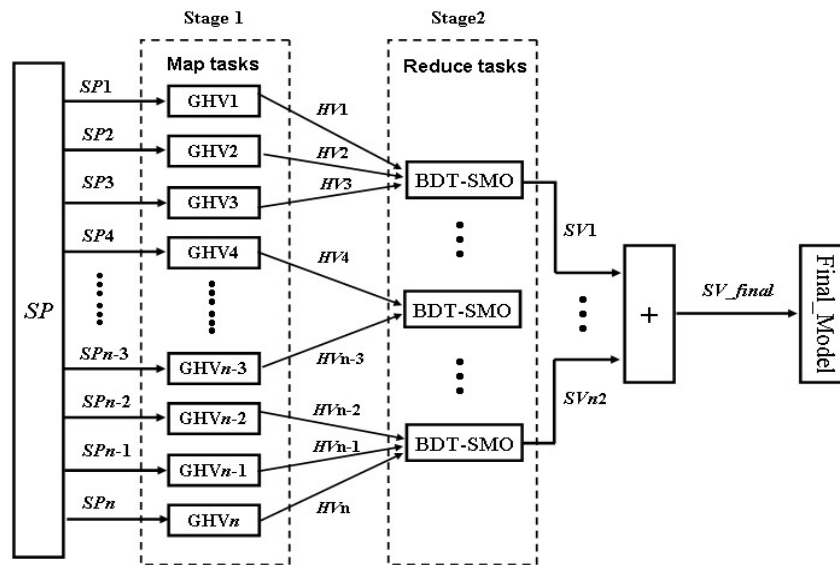 Stage 1
Stage2
Map tasks
Reduce tasks
SP
SP1
GHV1
HV1
SP2
GHV2
HV2
SP3
GHV3
HV3
BDT-SMO
SP4
GHV4
HV4
SV1
BDT-SMO
+
SV_final
Final_Model
SPn-3
GHVn-3
HVn-3
SPn-2
GHVn-2
HVn-2
SVn2
SPn-1
GHVn-1
HVn-1
BDT-SMO
SPn
GHVn
HVn